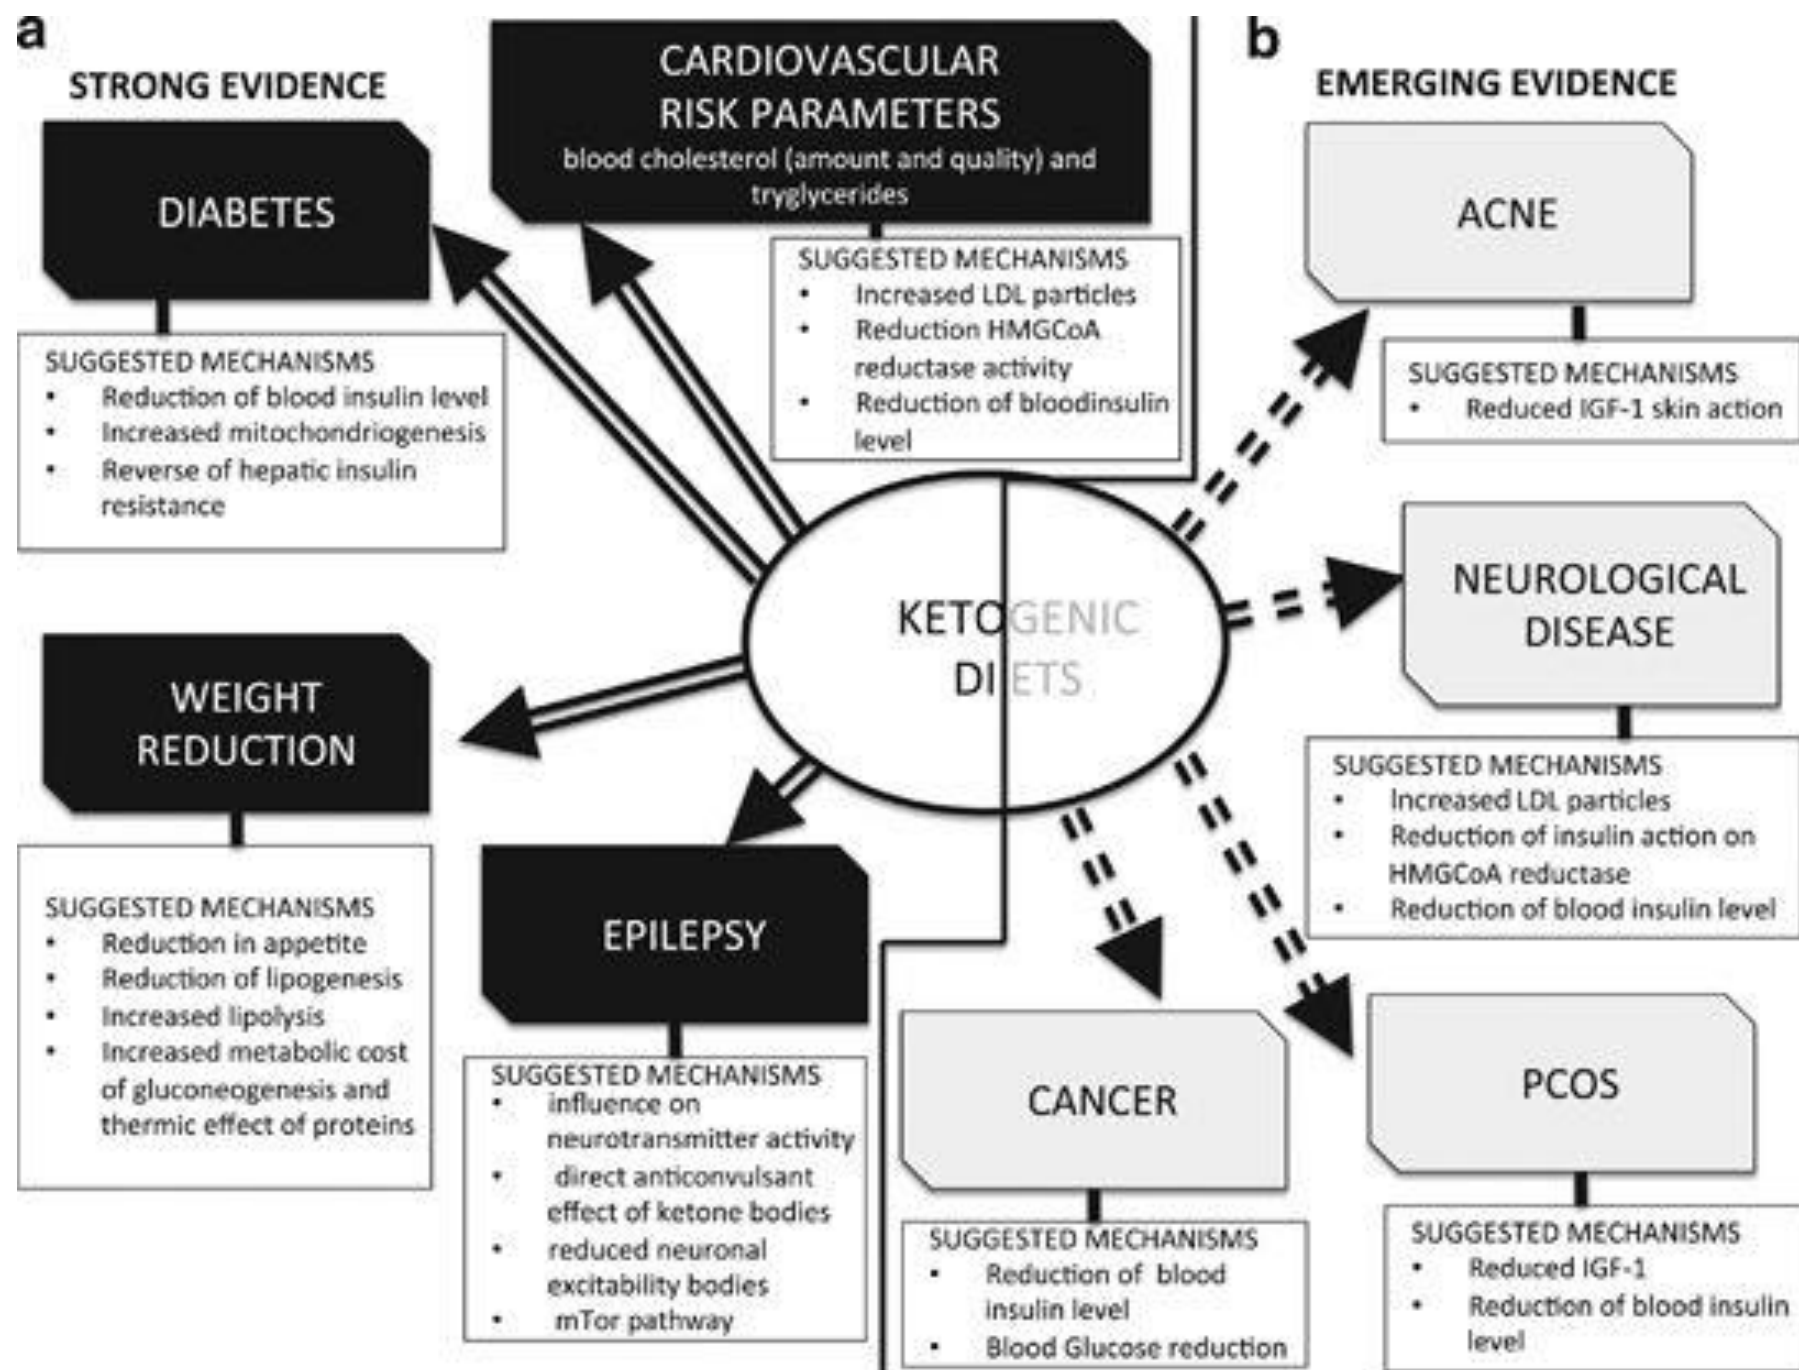 a
STRONG EVIDENCE
DIABETES
SUGGESTED MECHANISMS
• Reduction of blood insulin level
• Increased mitochondriogenesis
• Reverse of hepatic insulin
resistance
CARDIOVASCULAR
RISK PARAMETERS
blood cholesterol (amount and quality) and
tryglycerides
SUGGESTED MECHANISMS
• Increased LDL particles
• Reduction HMGCoA
reductase activity
• Reduction of bloodinsulin
level
WEIGHT
REDUCTION
SUGGESTED MECHANISMS
• Reduction in appetite
• Reduction of lipogenesis
• Increased lipolysis
• Increased metabolic cost
of gluconeogenesis and
thermic effect of proteins
EPILEPSY
SUGGESTED MECHANISMS
• influence on
neurotransmitter activity
• direct anticonvulsant
effect of ketone bodies
• reduced neuronal
excitability bodies
• mTor pathway
KETOGENIC
DIETS
b
EMERGING EVIDENCE
ACNE
SUGGESTED MECHANISMS
• Reduced IGF-1 skin action
NEUROLOGICAL
DISEASE
SUGGESTED MECHANISMS
• Increased LDL particles
• Reduction of insulin action on
HMGCoA reductase
• Reduction of blood insulin level
CANCER
SUGGESTED MECHANISMS
• Reduction of blood
insulin level
• Blood Glucose reduction
PCOS
SUGGESTED MECHANISMS
• Reduced IGF-1
• Reduction of blood insulin
level